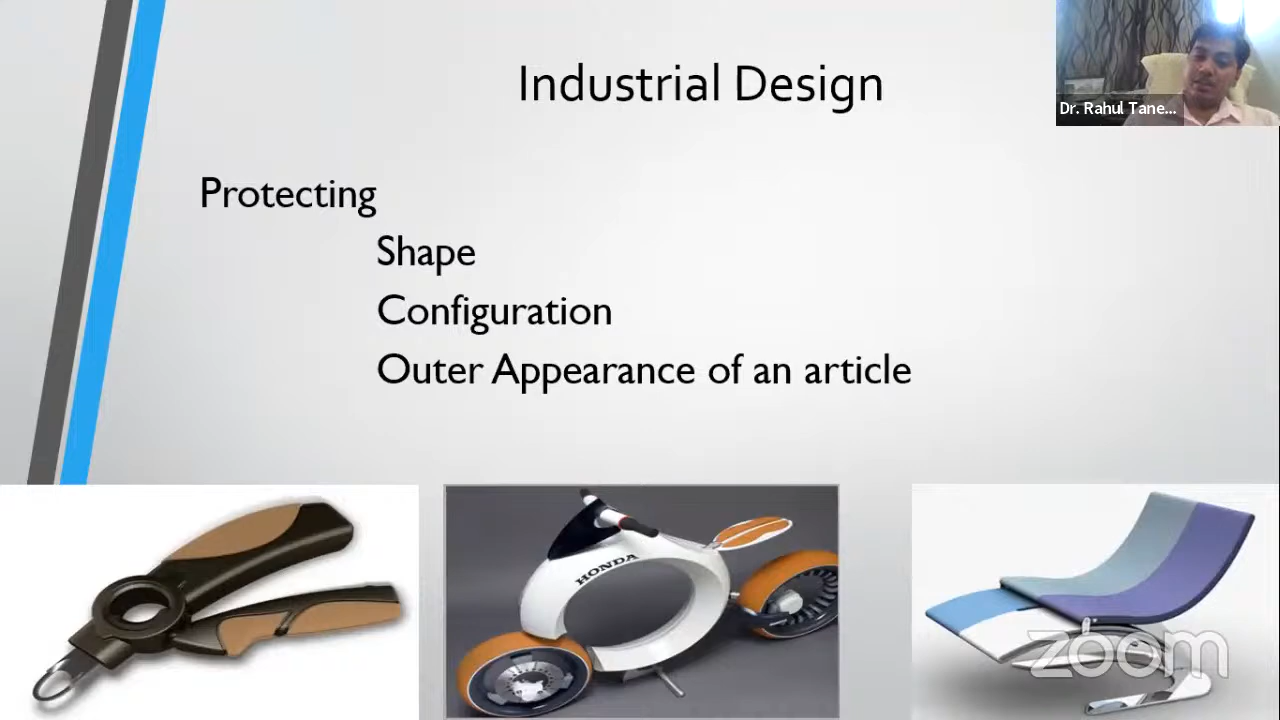 Industrial Design
Dr. Rahul Tane...
Protecting
Shape
Configuration
Outer Appearance of an article
HONDA
zoom